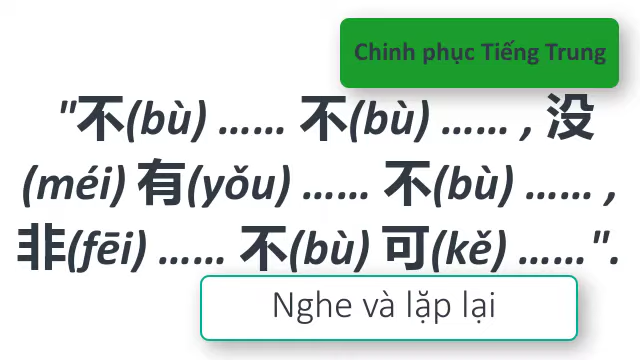 Chinh phục Tiếng Trung
"不(bù) …… 不(bù) …… , 没
(méi) 有(yǒu) …… 不(bù) …… ,
非(fēi) …… 不(bù) 可(kě) ……".
Nghe và lặp lại